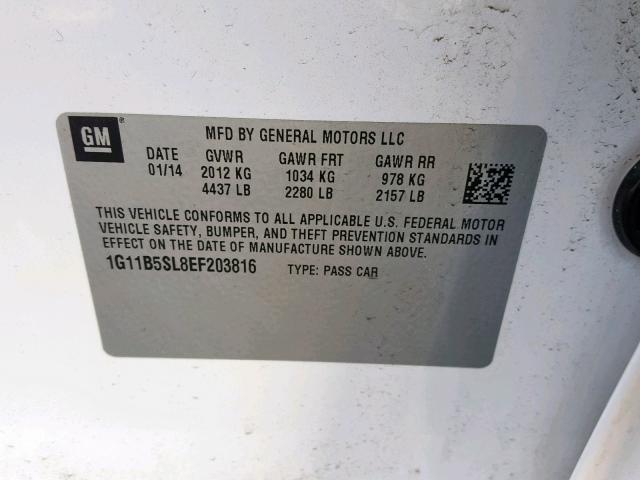 GM
MFD BY GENERAL MOTORS LLC
DATE GVWR GAWR FRT GAWR RR
01/14 2012 KG 1034 KG 978 KG
4437 LB 2280 LB 2157 LB
THIS VEHICLE CONFORMS TO ALL APPLICABLE U.S. FEDERAL MOTOR
VEHICLE SAFETY, BUMPER, AND THEFT PREVENTION STANDARDS IN
EFFECT ON THE DATE OF MANUFACTURE SHOWN ABOVE.
1G11B5SL8EF203816 TYPE: PASS CAR